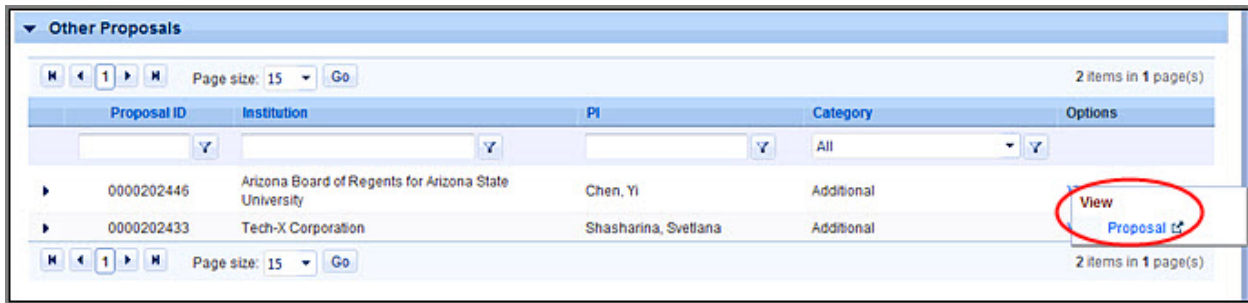 Other Proposals
1 Page size: 15 Go 2 items in 1 page(s)
Proposal ID Institution PI Category Options
All
0000202446 Arizona Board of Regents for Arizona State University Chen, Yi Additional
View
Proposal
0000202433 Tech-X Corporation Shasharina, Svetlana Additional
1 Page size: 15 Go 2 items in 1 page(s)